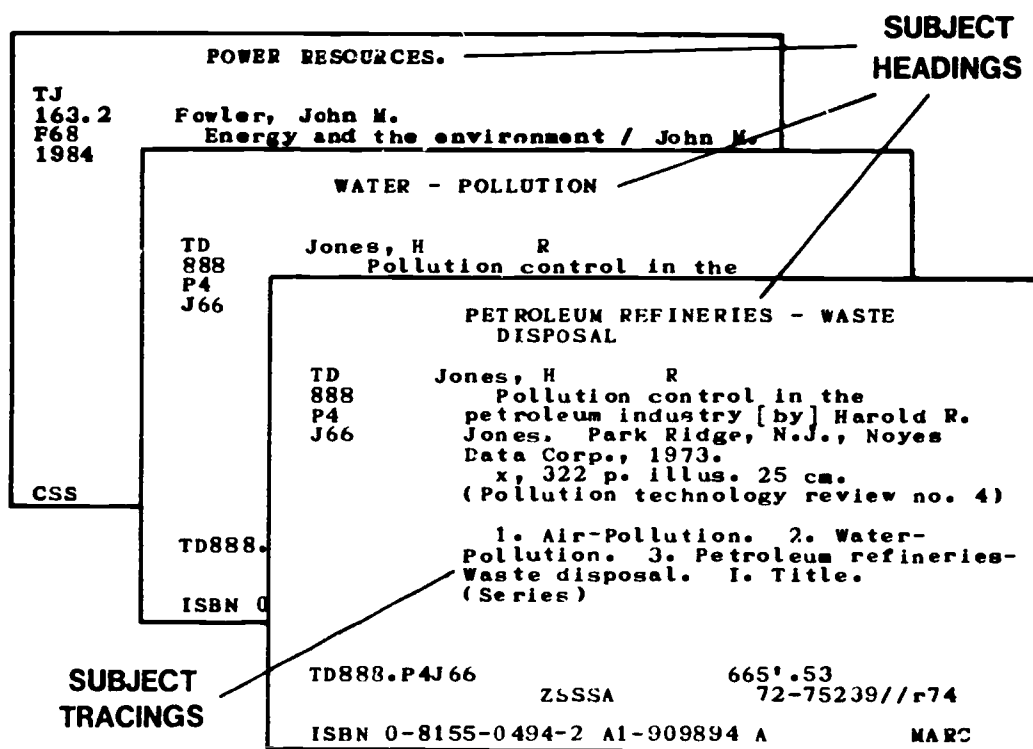 SUBJECT
HEADINGS
POWER RESOURCES.
TJ
163.2 Fowler, John M.
F68 Energy and the environment / John M.
1984
CSS
WATER - POLLUTION
TD Jones, H R
888 Pollution control in the
P4
J66
TD888.
ISBN 0
PETROLEUM REFINERIES - WASTE
DISPOSAL
TD Jones, H R
888 Pollution control in the
P4 petroleum industry [by] Harold R.
J66 Jones. Park Ridge, N.J., Noyes
Data Corp., 1973.
x, 322 p. illus. 25 cm.
(Pollution technology review no. 4)
1. Air-Pollution. 2. Water-
Pollution. 3. Petroleum refineries-
Waste disposal. I. Title.
(Series)
TD888.P4J66 665'.53
ZSSSA 72-75239//r74
ISBN 0-8155-0494-2 A1-909894 A MARC
SUBJECT
TRACINGS